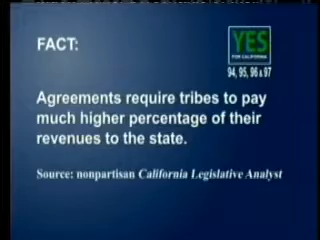 FACT:
YES
FOR CALIFORNIA
94, 95, 96 & 97
Agreements require tribes to pay
much higher percentage of their
revenues to the state.
Source: nonpartisan California Legislative Analyst